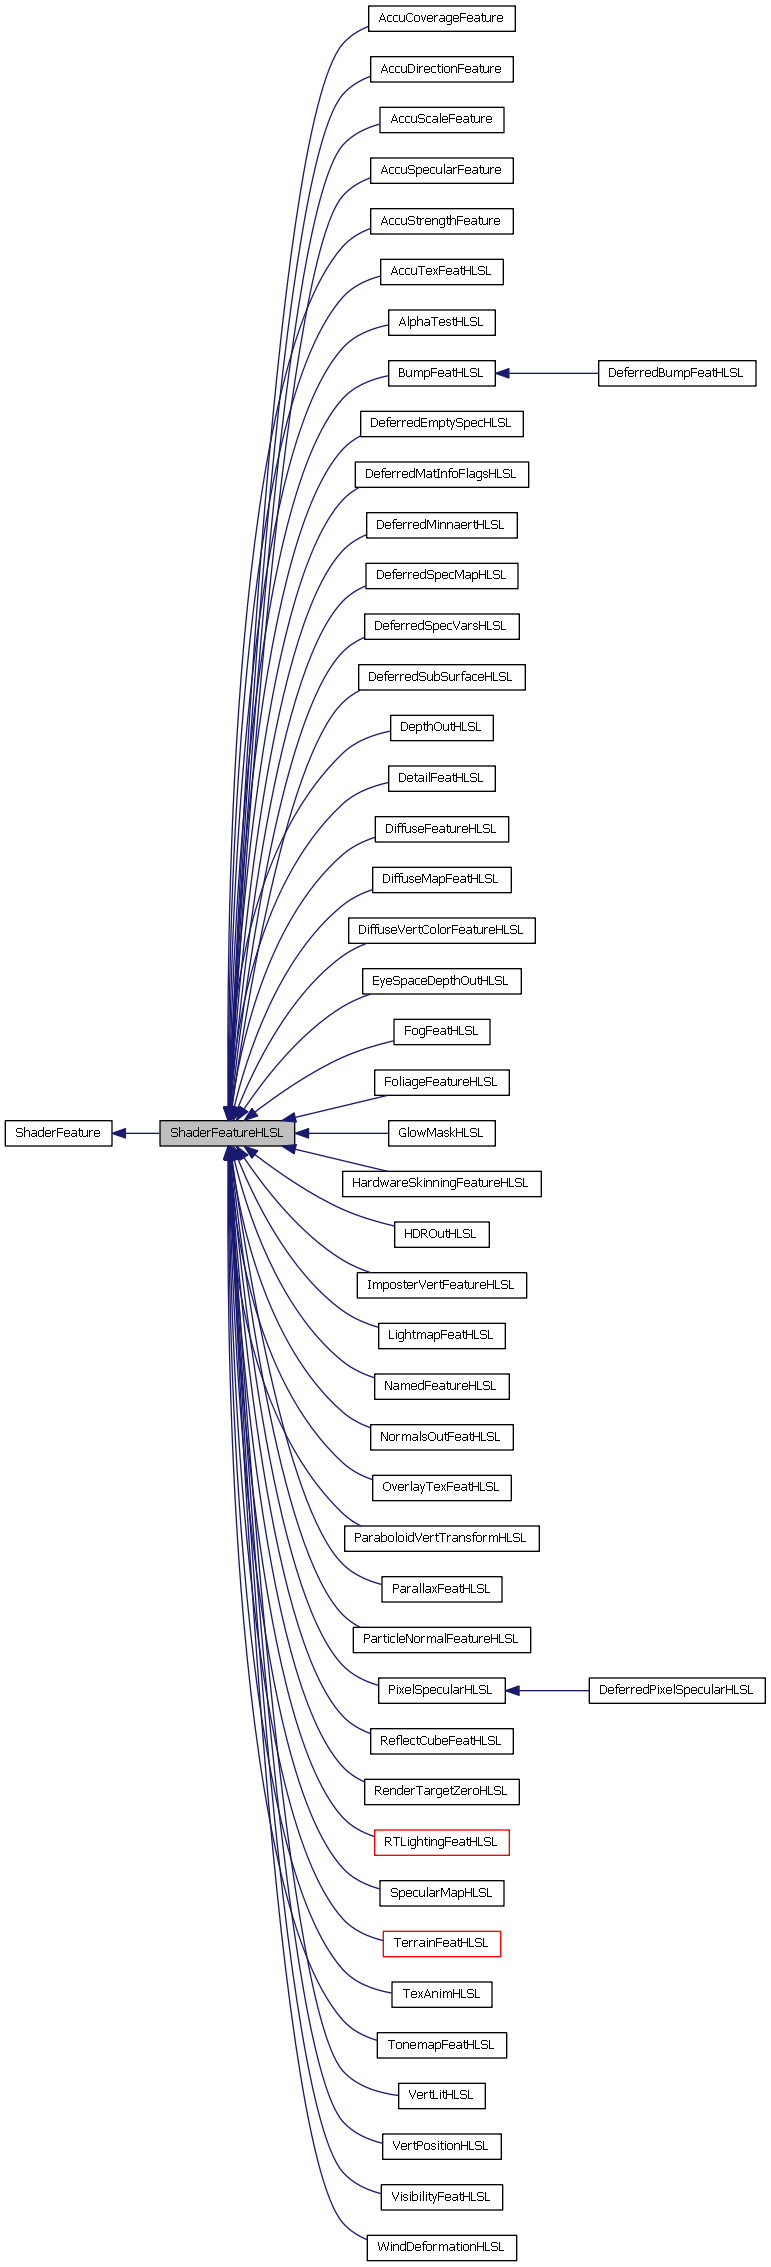 AccuCoverageFeature
AccuDirectionFeature
AccuScaleFeature
AccuSpecularFeature
AccuStrengthFeature
AccuTexFeatHLSL
AlphaTestHLSL
BumpFeatHLSL
DeferredBumpFeatHLSL
DeferredEmptySpecHLSL
DeferredMatInfoFlagsHLSL
DeferredMinnaertHLSL
DeferredSpecMapHLSL
DeferredSpecVarsHLSL
DeferredSubSurfaceHLSL
DepthOutHLSL
DetailFeatHLSL
DiffuseFeatureHLSL
DiffuseMapFeatHLSL
DiffuseVertColorFeatureHLSL
EyeSpaceDepthOutHLSL
FogFeatHLSL
FoliageFeatureHLSL
ShaderFeature
ShaderFeatureHLSL
GlowMaskHLSL
HardwareSkinningFeatureHLSL
HDROutHLSL
ImposterVertFeatureHLSL
LightmapFeatHLSL
NamedFeatureHLSL
NormalsOutFeatHLSL
OverlayTexFeatHLSL
ParaboloidVertTransformHLSL
ParallaxFeatHLSL
ParticleNormalFeatureHLSL
PixelSpecularHLSL
DeferredPixelSpecularHLSL
ReflectCubeFeatHLSL
RenderTargetZeroHLSL
RTLightingFeatHLSL
SpecularMapHLSL
TerrainFeatHLSL
TexAnimHLSL
TonemapFeatHLSL
VertLitHLSL
VertPositionHLSL
VisibilityFeatHLSL
WindDeformationHLSL